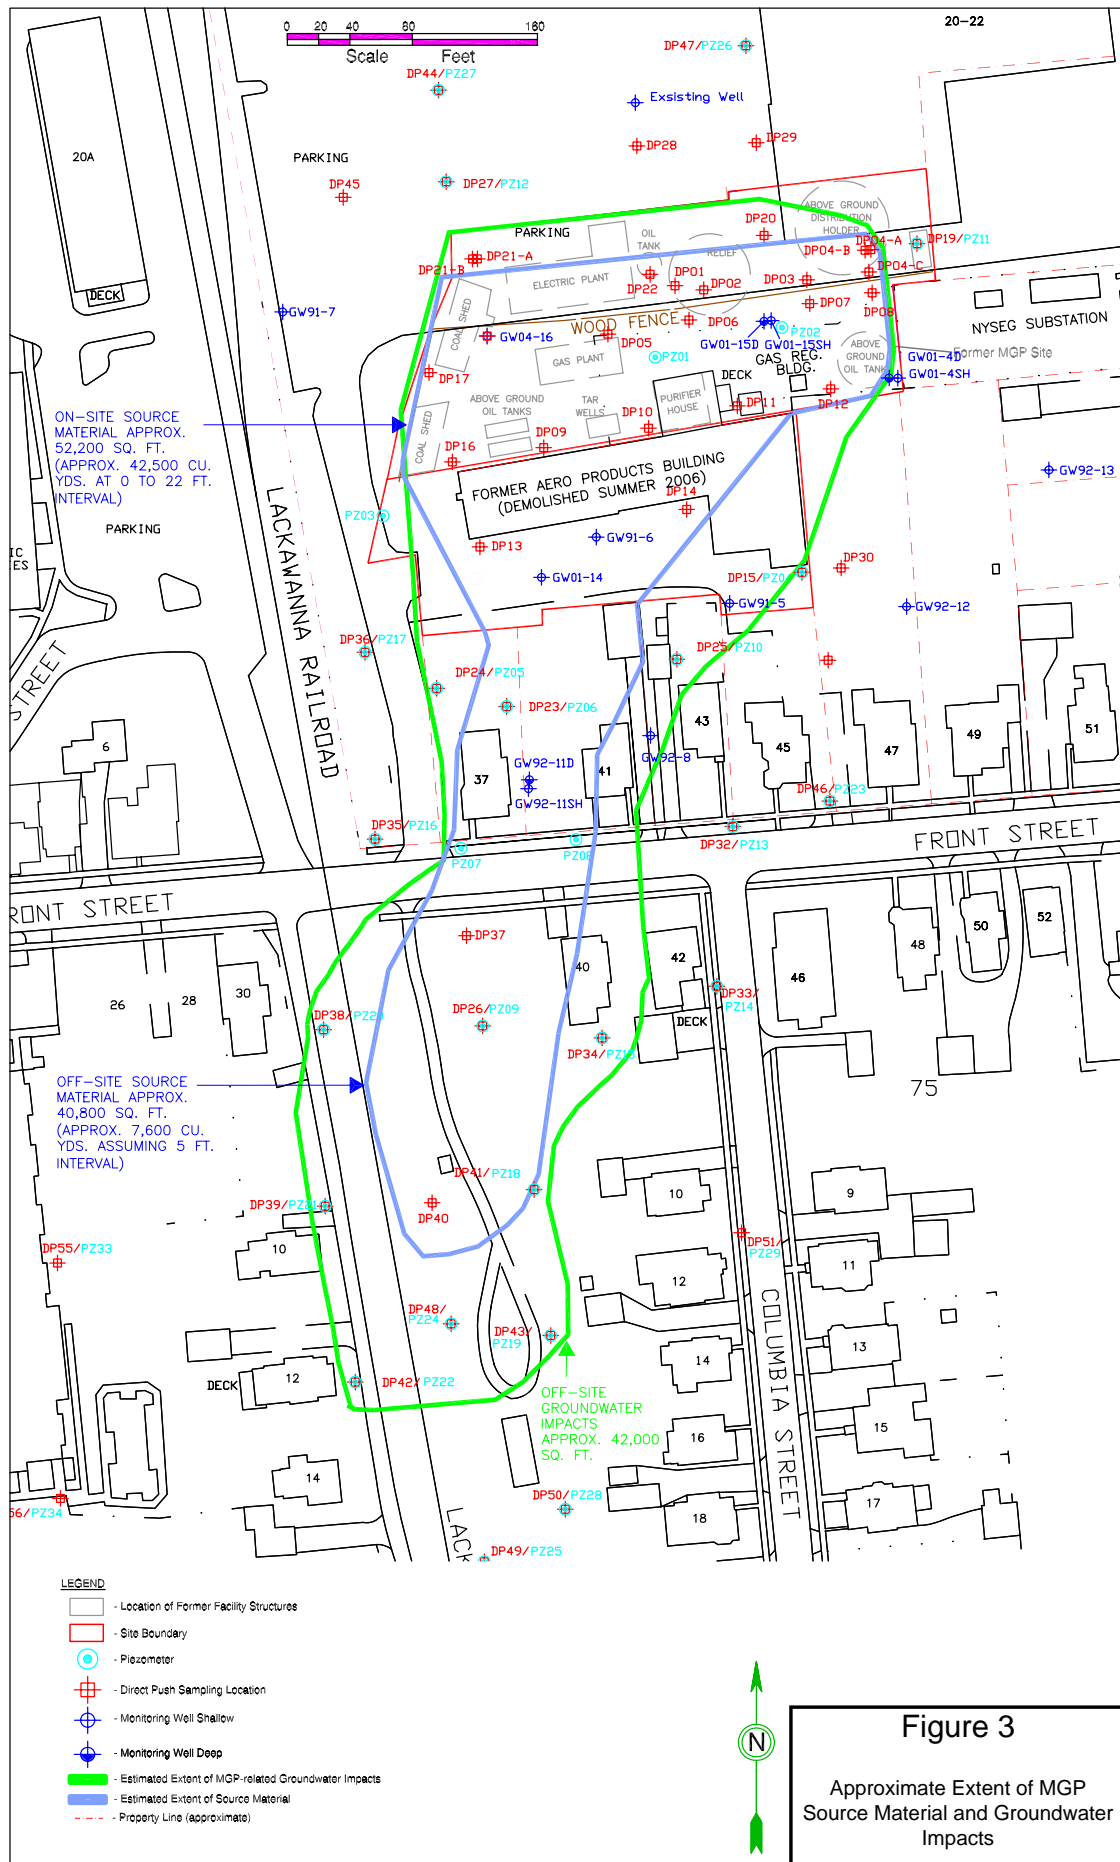 0 20 40 80 160
Scale Feet
20-22
DP47/PZ26
DP44/PZ27
Exsisting Well
20A
DP28
DP29
PARKING
DP45
DP27/PZ12
ABOVE GROUND
DISTRIBUTION
HOLDER
PARKING
OIL
TANK
DP20
DP04-A
DP04-B
DP19/PZ11
RELIEF
DP21-A
DP21-B
DP04-C
ELECTRIC PLANT
DP01
DP22
DP02
DP03
DECK
DP07
DP08
GW91-7
COAL SHED
WOOD FENCE
DP06
PZ02
NYSEG SUBSTATION
GW04-16
DP05
GW01-15D GW01-15SH
GAS REG.
BLDG.
ABOVE
GROUND
OIL TANK
Former MGP Site
GAS PLANT
PZ01
GW01-4D
GW01-4SH
DP17
DECK
DP12
ON-SITE SOURCE
MATERIAL APPROX.
52,200 SQ. FT.
(APPROX. 42,500 CU.
YDS. AT 0 TO 22 FT.
INTERVAL)
COAL SHED
ABOVE GROUND
OIL TANKS
TAR
WELLS
PURIFIER
HOUSE
DP11
DP10
DP09
DP16
FORMER AERO PRODUCTS BUILDING
(DEMOLISHED SUMMER 2006)
GW92-13
PARKING
PZ03
DP14
DP13
GW91-6
GW01-14
DP15/PZ04
DP30
GW91-5
GW92-12
LACKAWANNA RAILROAD
STREET
DP36/PZ17
DP24/PZ05
DP25/PZ10
DP23/PZ06
6
43
45
47
49
51
GW92-8
GW92-11D
GW92-11SH
37
41
DP46/PZ23
DP35/PZ16
PZ07
PZ08
DP32/PZ13
FRONT STREET
RONT STREET
DP37
50
52
48
26
28
30
40
42
46
DP38/PZ20
DP26/PZ09
DP33/
PZ14
DECK
DP34/PZ15
75
OFF-SITE SOURCE
MATERIAL APPROX.
40,800 SQ. FT.
(APPROX. 7,600 CU.
YDS. ASSUMING 5 FT.
INTERVAL)
DP41/PZ18
DP40
10
9
DP39/PZ21
DP51/
PZ29
DP55/PZ33
10
12
11
DP48/
PZ24
DP43/
PZ19
COLUMBIA STREET
14
13
DECK
12
DP42/PZ22
OFF-SITE
GROUNDWATER
IMPACTS
APPROX. 42,000
SQ. FT.
16
15
14
DP50/PZ28
18
17
56/PZ34
LACK
DP49/PZ25
LEGEND
- Location of Former Facility Structures
- Site Boundary
- Piezometer
- Direct Push Sampling Location
- Monitoring Well Shallow
- Monitoring Well Deep
- Estimated Extent of MGP-related Groundwater Impacts
- Estimated Extent of Source Material
- Property Line (approximate)
N
Figure 3
Approximate Extent of MGP
Source Material and Groundwater
Impacts